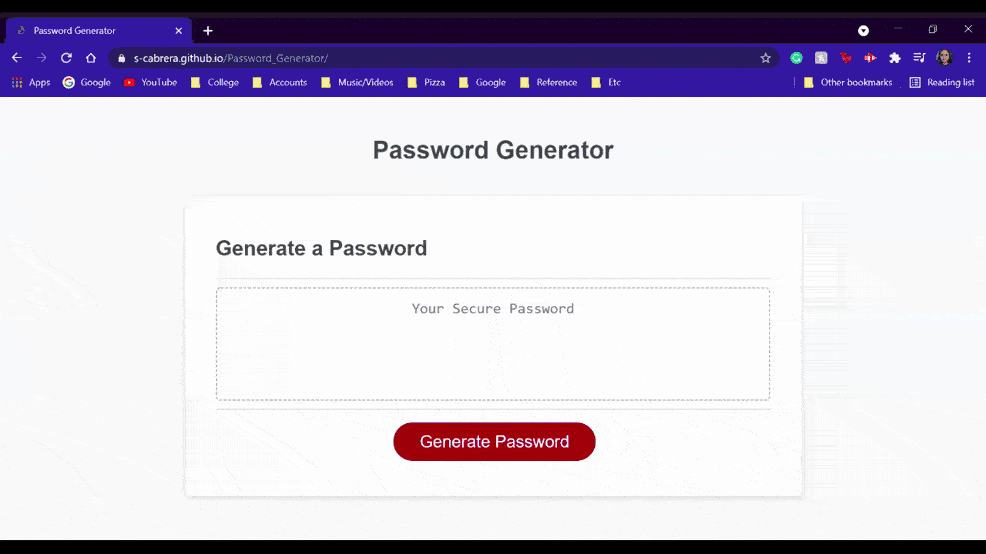 Password Generator
s-cabrera.github.io/Password_Generator/
Apps Google YouTube College Accounts Music/Videos Pizza Google Reference Etc Other bookmarks Reading list
Password Generator
Generate a Password
Your Secure Password
Generate Password